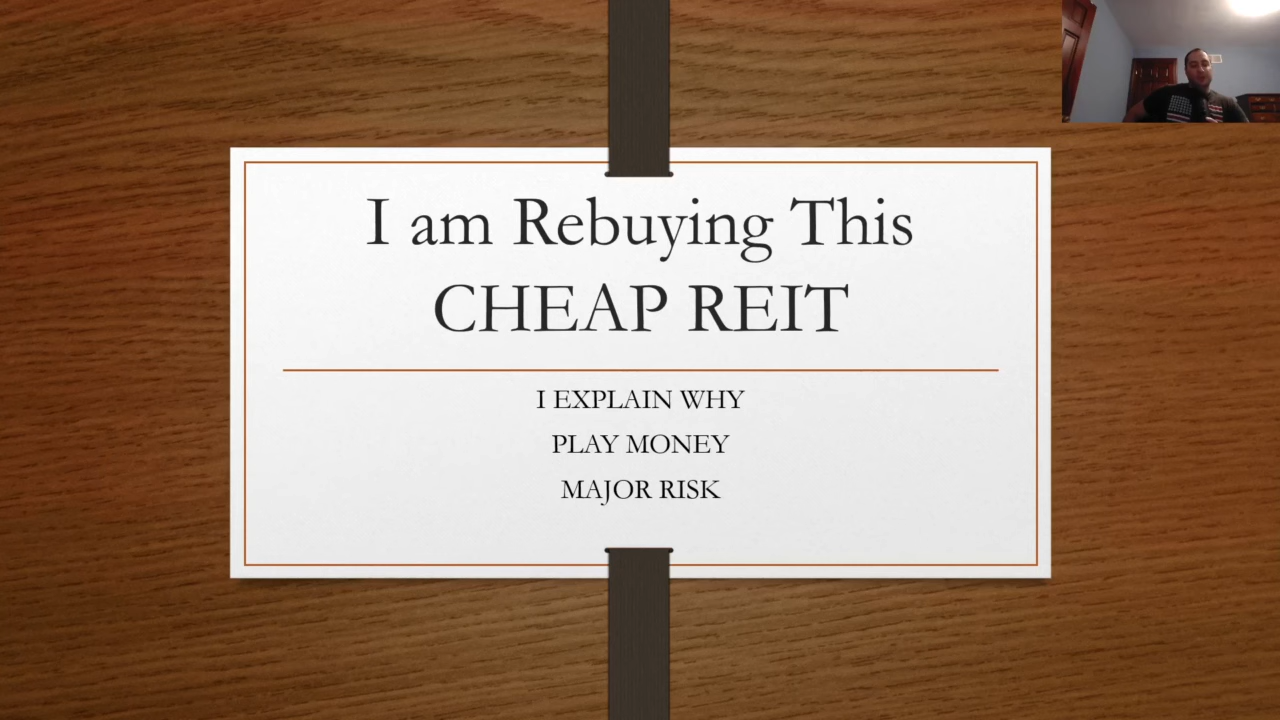 I am Rebuying This
CHEAP REIT
I EXPLAIN WHY
PLAY MONEY
MAJOR RISK